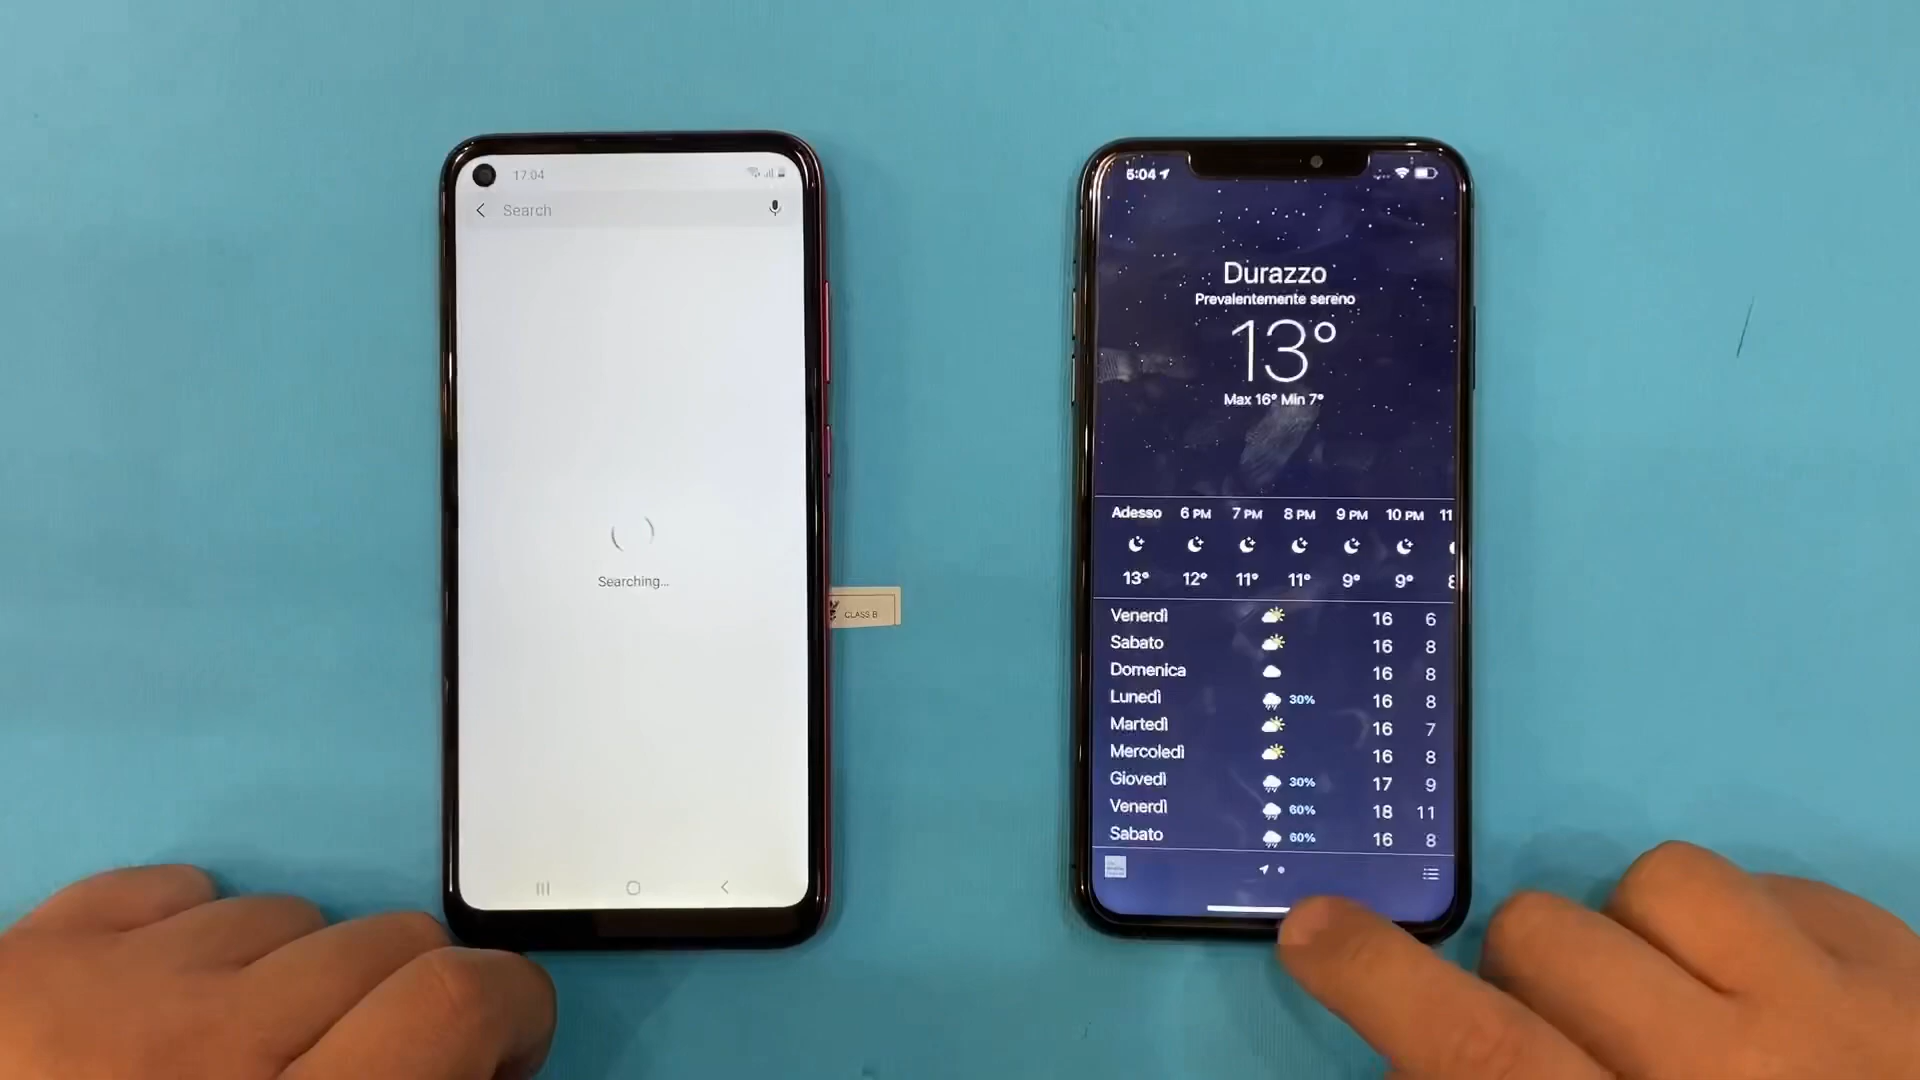 17:04
Search
Searching...
CLASS B
5:04
Durazzo
Prevalentemente sereno
13°
Max 16° Min 7°
Adesso 6 PM 7 PM 8 PM 9 PM 10 PM 11
13° 12° 11° 11° 9° 9° 8
Venerdì 16 6
Sabato 16 8
Domenica 16 8
Lunedì 30% 16 8
Martedì 16 7
Mercoledì 16 8
Giovedì 30% 17 9
Venerdì 60% 18 11
Sabato 60% 16 8